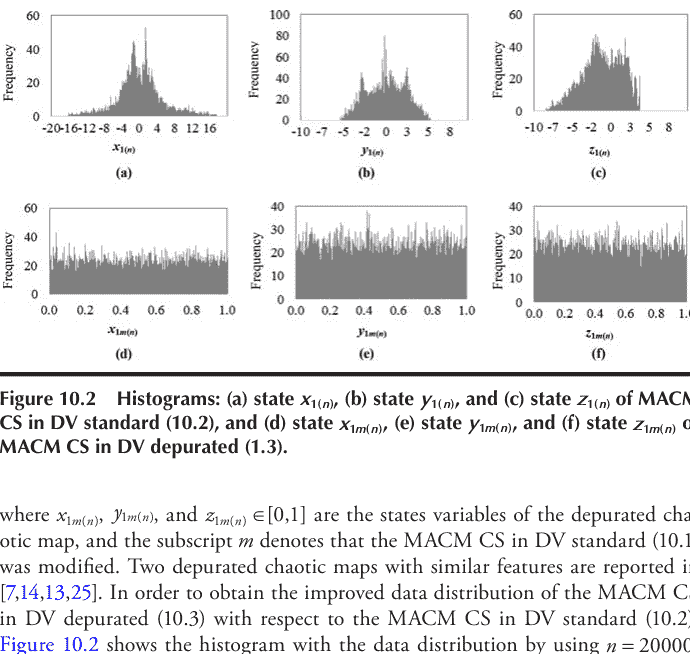 60
40
20
0
Frequency
-20-16-12-8 -4 0 4 8 12 16
x1(n)
(a)
100
80
60
40
20
0
Frequency
-10 -7 -5 -2 0 3 5 8
y1(n)
(b)
60
40
20
0
Frequency
-10 -7 -5 -2 0 3 5 8
z1(n)
(c)
60
40
20
0
Frequency
0.0 0.2 0.4 0.6 0.8 1.0
x1m(n)
(d)
40
30
20
10
0
Frequency
0.0 0.2 0.4 0.6 0.8 1.0
y1m(n)
(e)
40
30
20
10
0
Frequency
0.0 0.2 0.4 0.6 0.8 1.0
z1m(n)
(f)
Figure 10.2 Histograms: (a) state x1(n), (b) state y1(n), and (c) state z1(n) of MACM
CS in DV standard (10.2), and (d) state x1m(n), (e) state y1m(n), and (f) state z1m(n) o
MACM CS in DV depurated (1.3).
where x1m(n), y1m(n), and z1m(n) ∈[0,1] are the states variables of the depurated cha
otic map, and the subscript m denotes that the MACM CS in DV standard (10.1
was modified. Two depurated chaotic maps with similar features are reported in
[7,14,13,25]. In order to obtain the improved data distribution of the MACM CS
in DV depurated (10.3) with respect to the MACM CS in DV standard (10.2)
Figure 10.2 shows the histogram with the data distribution by using n = 20000